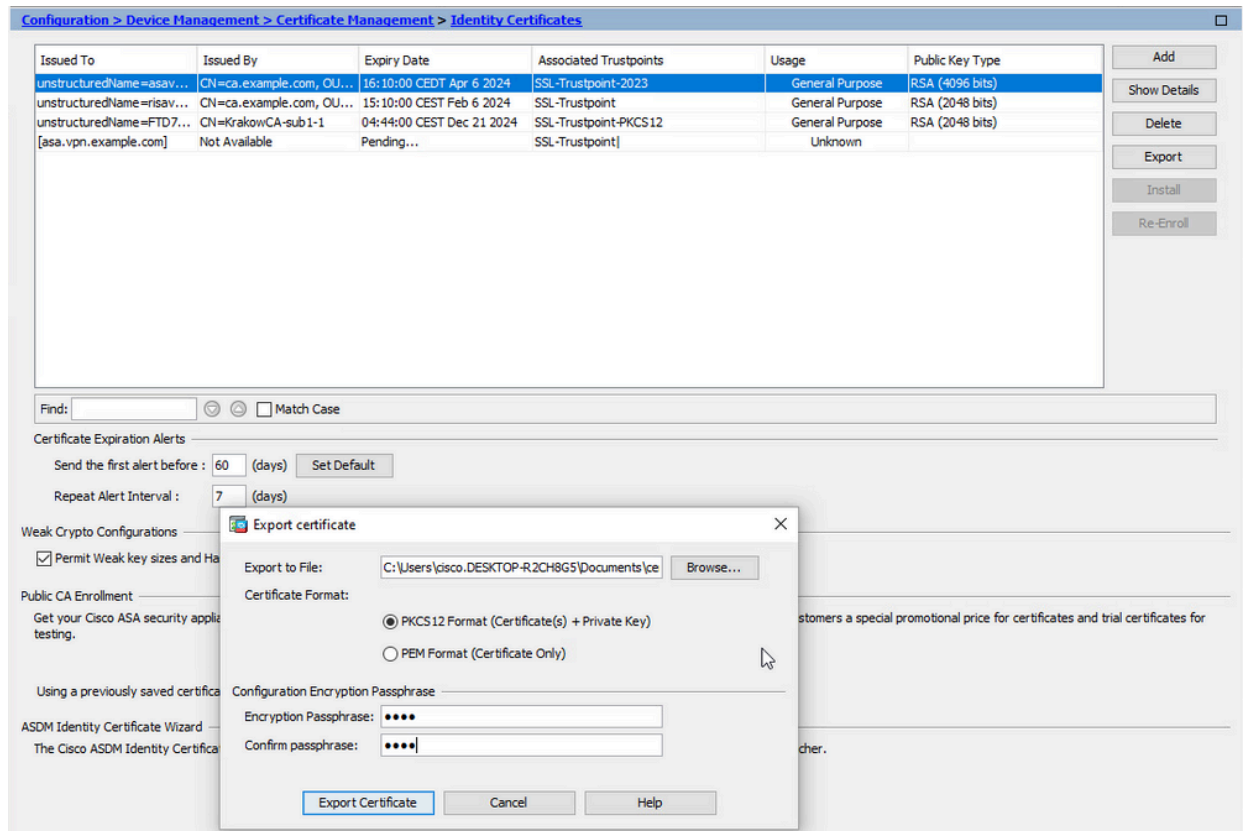 Configuration > Device Management > Certificate Management > Identity Certificates
Issued To Issued By Expiry Date Associated Trustpoints Usage Public Key Type
unstructuredName=asav... CN=ca.example.com, OU... 16:10:00 CEDT Apr 6 2024 SSL-Trustpoint-2023 General Purpose RSA (4096 bits)
unstructuredName=risav... CN=ca.example.com, OU... 15:10:00 CEST Feb 6 2024 SSL-Trustpoint General Purpose RSA (2048 bits)
unstructuredName=FTD7... CN=KrakowCA-sub1-1 04:44:00 CEST Dec 21 2024 SSL-Trustpoint-PKCS12 General Purpose RSA (2048 bits)
[asa.vpn.example.com] Not Available Pending... SSL-Trustpoint| Unknown
Add
Show Details
Delete
Export
Install
Re-Enroll
Find: Match Case
Certificate Expiration Alerts
Send the first alert before : 60 (days) Set Default
Repeat Alert Interval : 7 (days)
Weak Crypto Configurations
Permit Weak key sizes and Ha
Public CA Enrollment
Get your Cisco ASA security applia stomers a special promotional price for certificates and trial certificates for
testing.
Using a previously saved certifica
ASDM Identity Certificate Wizard
The Cisco ASDM Identity Certifica cher.
Export certificate
Export to File: C:\Users\cisco.DESKTOP-R2CH8G5\Documents\ce Browse...
Certificate Format:
PKCS12 Format (Certificate(s) + Private Key)
PEM Format (Certificate Only)
Configuration Encryption Passphrase
Encryption Passphrase: ••••
Confirm passphrase: ••••
Export Certificate Cancel Help